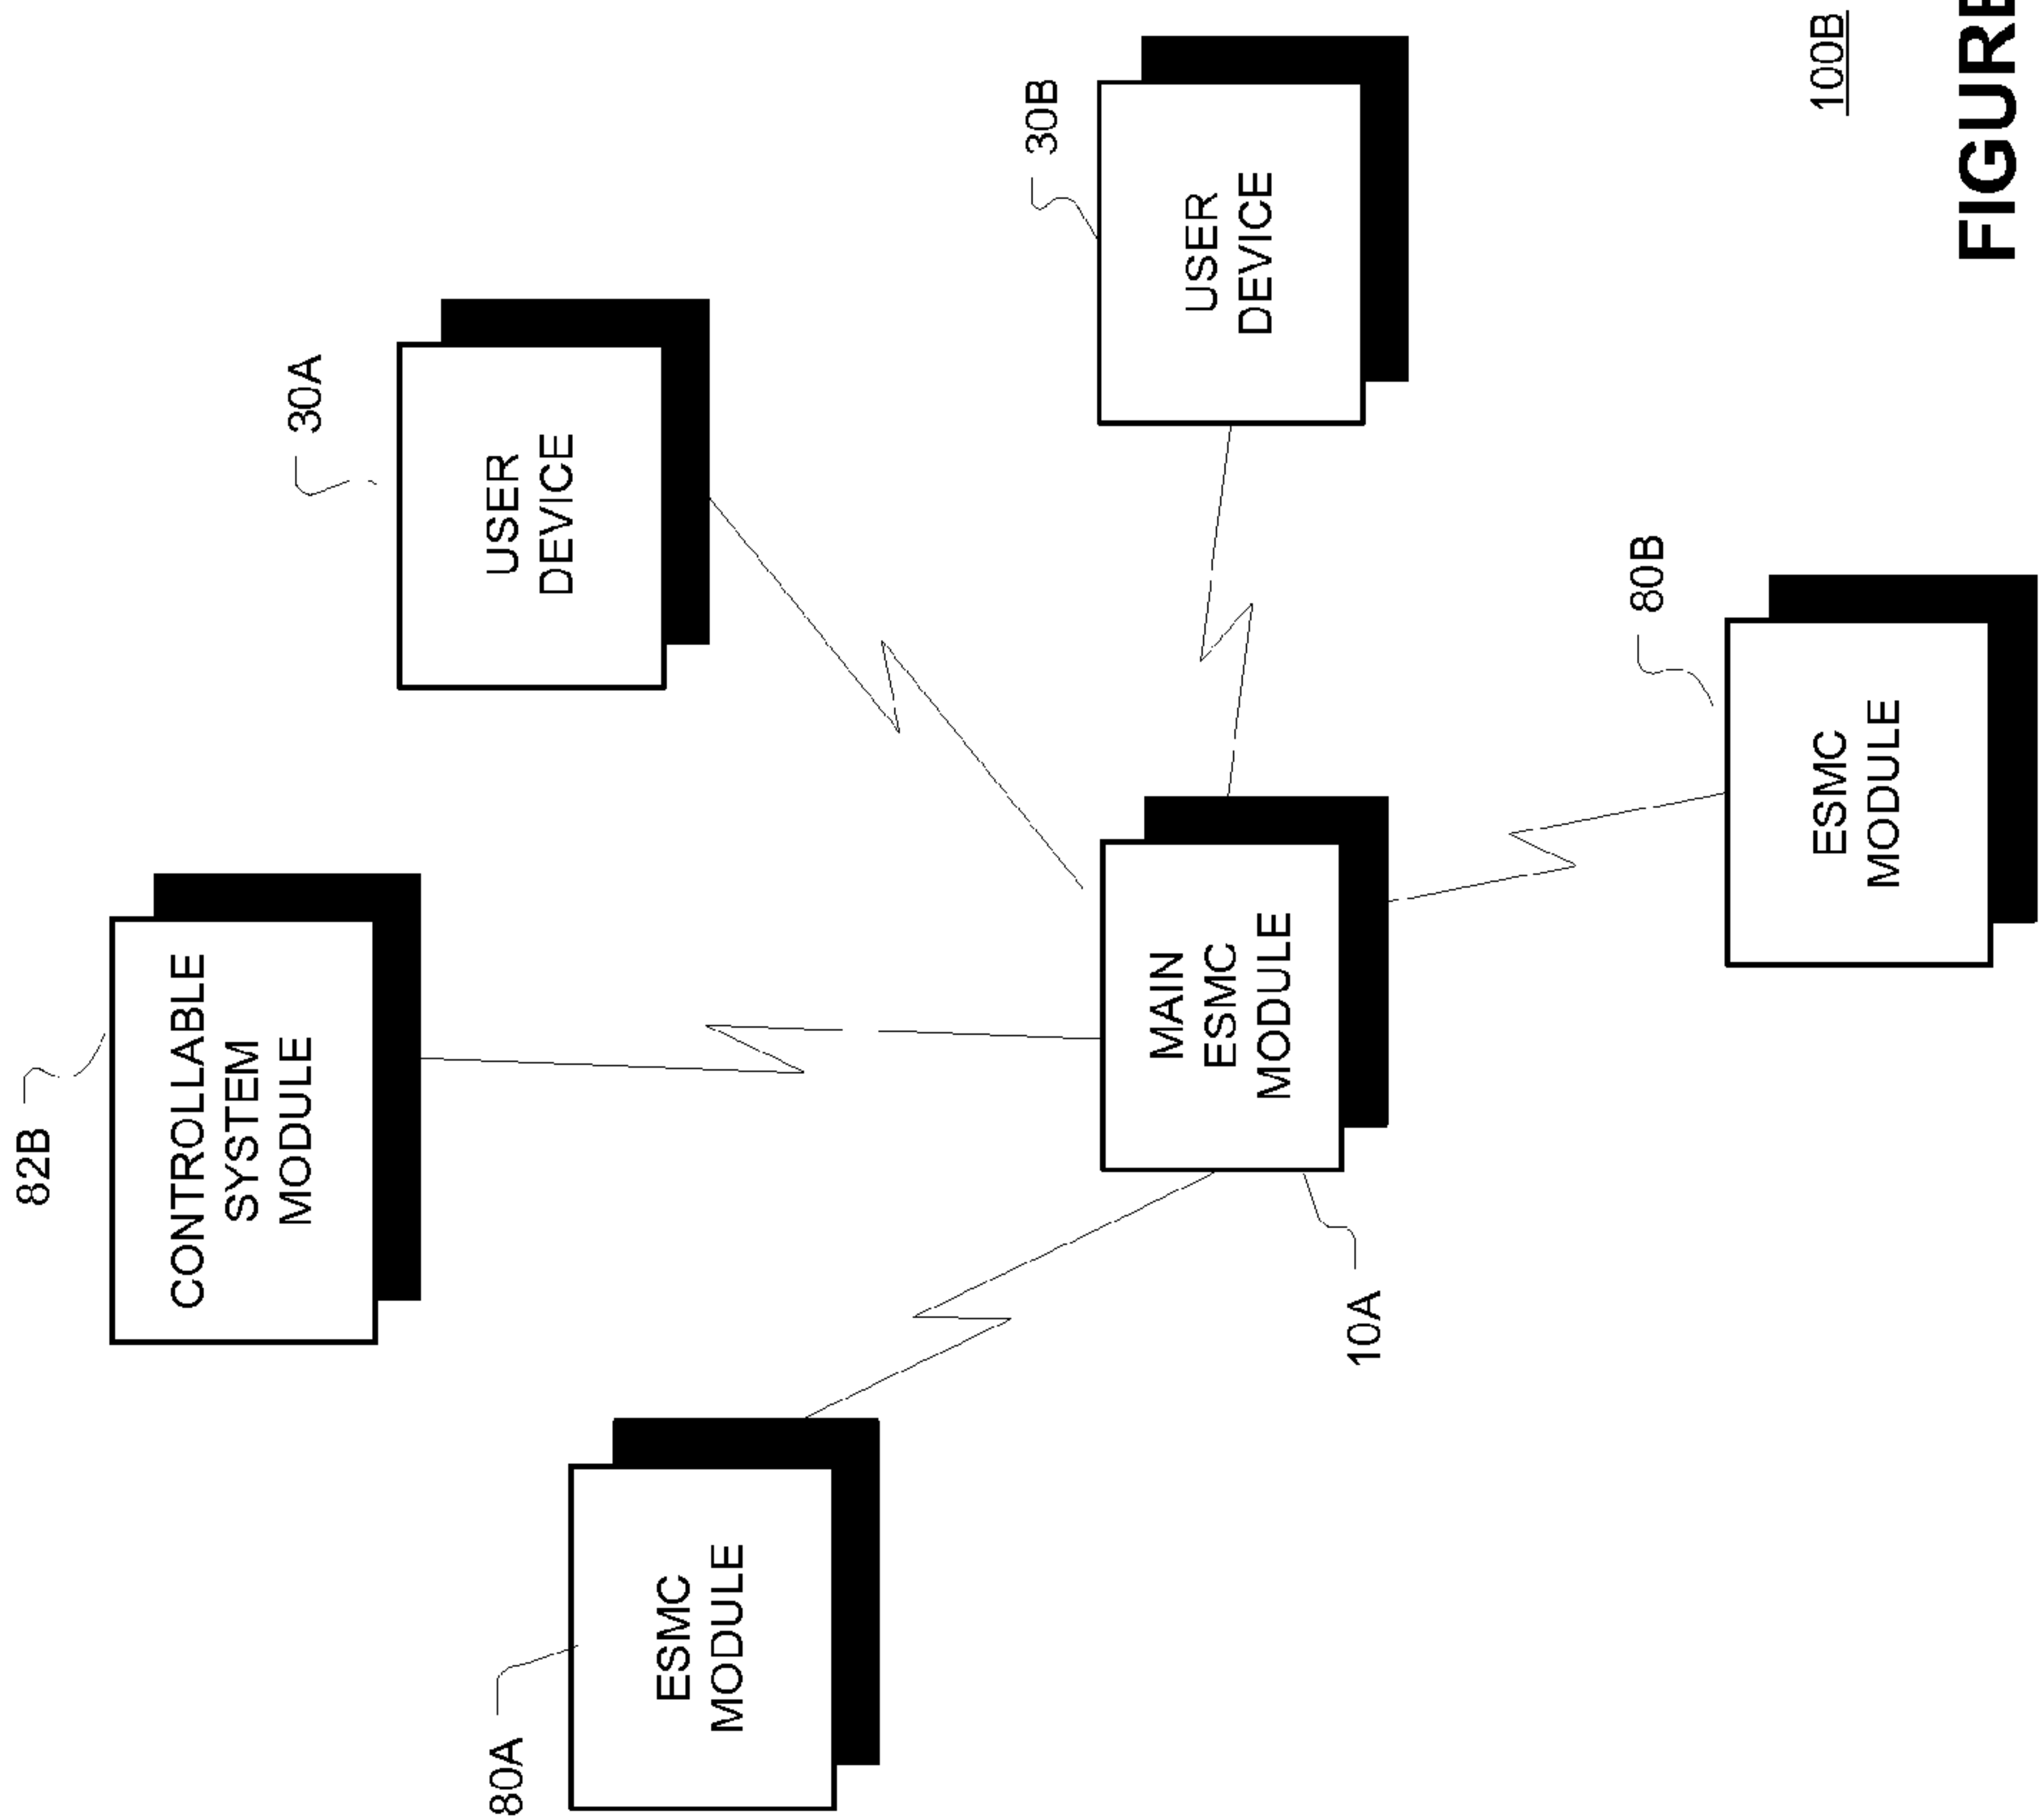 82B
CONTROLLABLE
SYSTEM
MODULE
30A
USER
DEVICE
80A
ESMC
MODULE
30B
USER
DEVICE
MAIN
ESMC
MODULE
10A
80B
ESMC
MODULE
100B
FIGURE